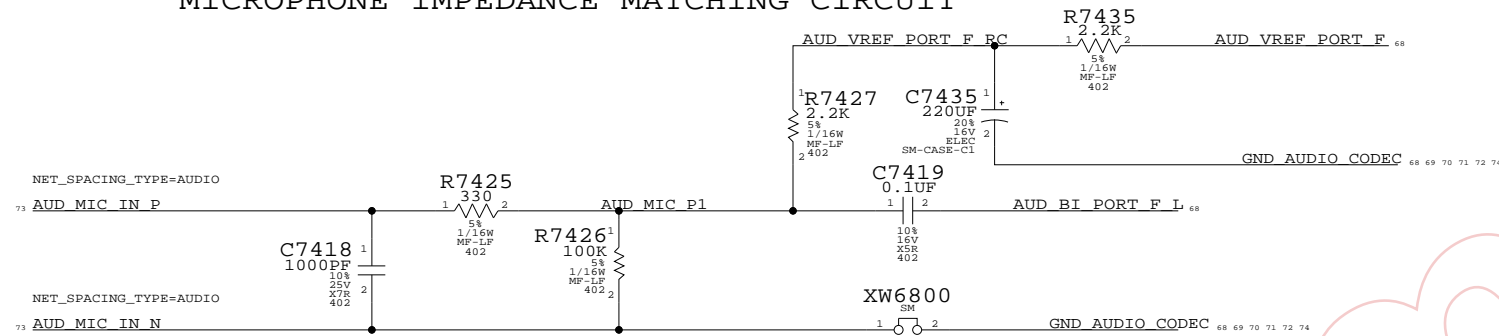 MICROPHONE IMPEDANCE MATCHING CIRCUIT
R7435
2.2K
1 2
5%
1/16W
MF-LF
402
AUD_VREF_PORT_F_RC
AUD_VREF_PORT_F 68
1
R7427
2.2K
5%
1/16W
MF-LF
402
2
C7435
220UF
20%
16V
ELEC
SM-CASE-C1
1
+
2
GND_AUDIO_CODEC 68 69 70 71 72 74
NET_SPACING_TYPE=AUDIO
73 AUD_MIC_IN_P
R7425
330
1 2
5%
1/16W
MF-LF
402
AUD_MIC_P1
C7419
0.1UF
1 2
10%
16V
X5R
402
AUD_BI_PORT_F_L 68
C7418
1000PF
10%
25V
X7R
402
1
2
R7426
100K
5%
1/16W
MF-LF
402
1
2
NET_SPACING_TYPE=AUDIO
73 AUD_MIC_IN_N
XW6800
SM
1 2
GND_AUDIO_CODEC 68 69 70 71 72 74